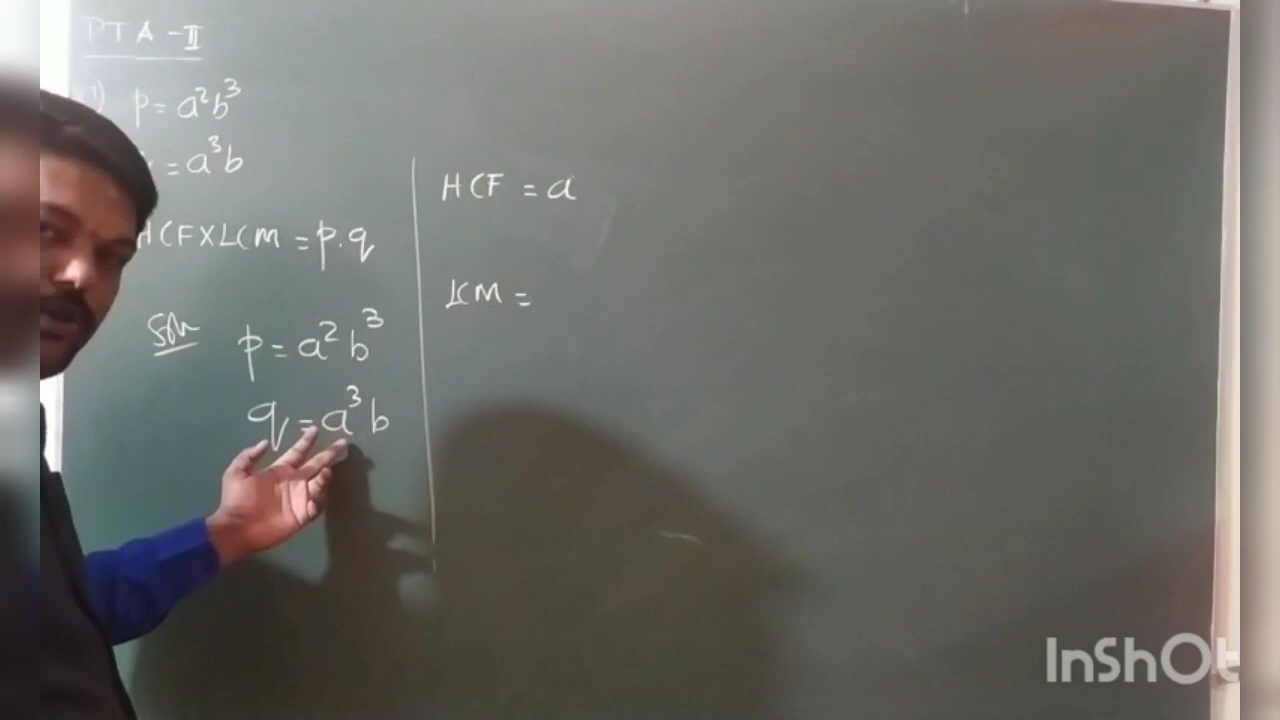 PTA - II
p = a²b³
= a³b
HCF X LCM = p.q
Soln
p = a²b³
q = a³b
HCF = a
LCM =
InShOt